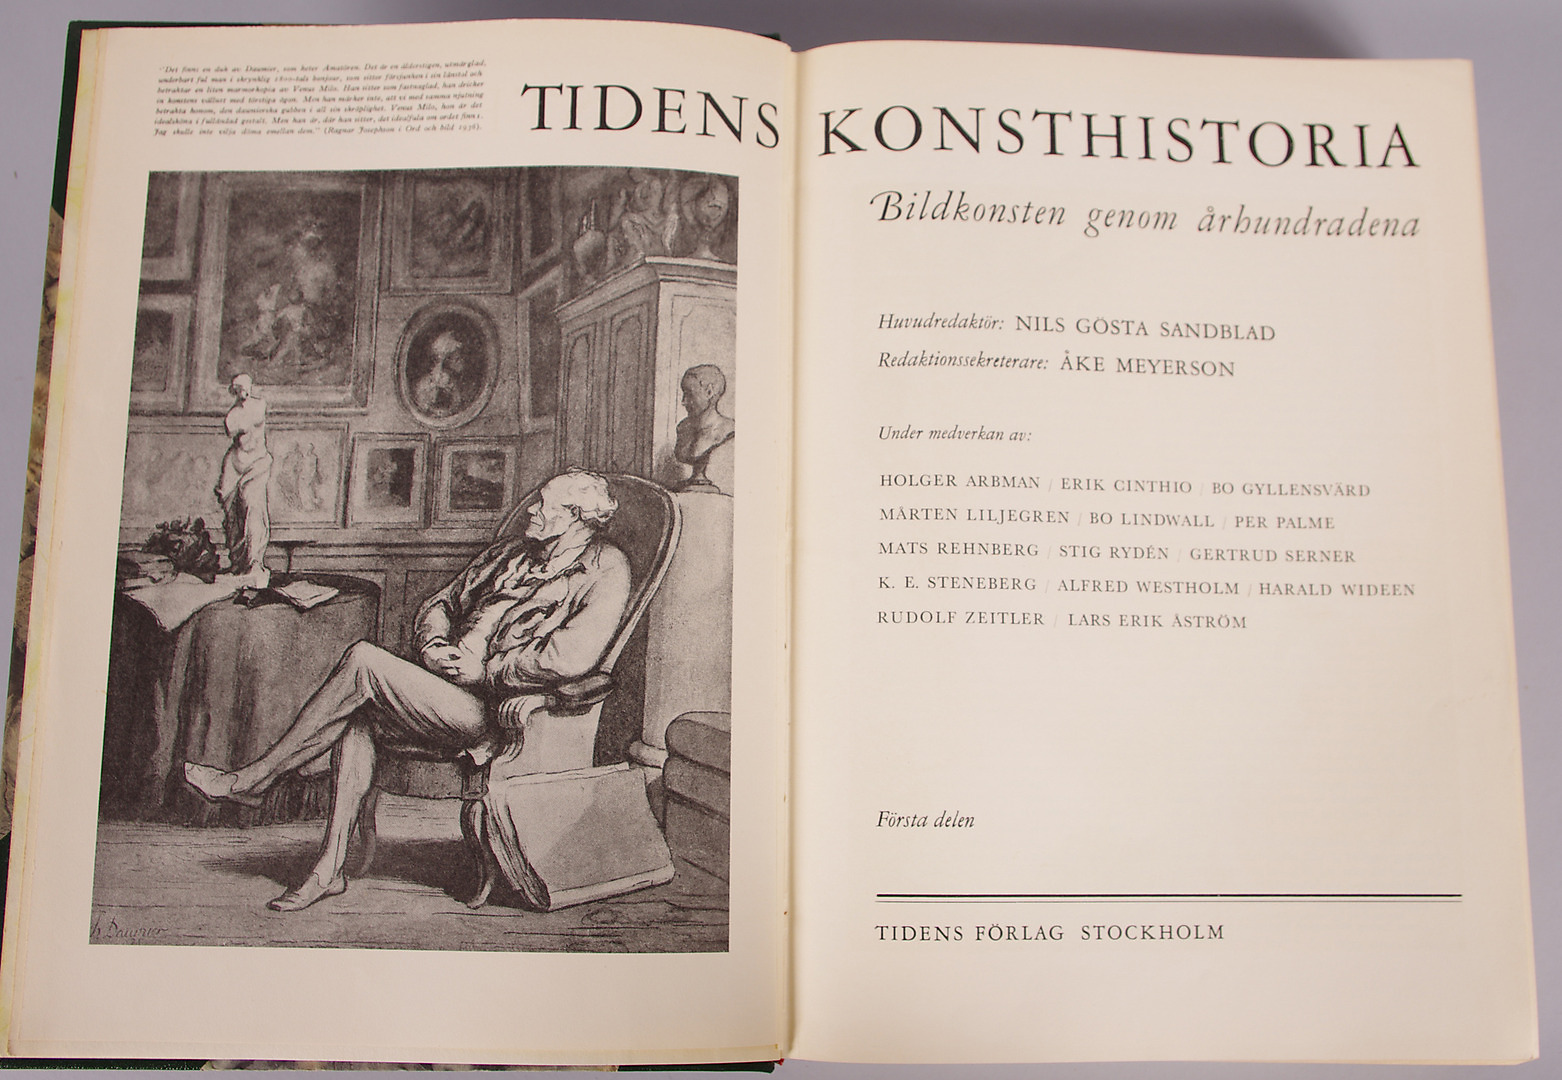 "Det finns en duk av Daumier, som heter Amatören. Det är en ålderstigen, utmärglad,
underbart ful man i skrynklig 1800-tals bonjour, som sitter försjunken i sin länstol och
betraktar en liten marmorkopia av Venus Milo. Han sitter som fastnaglad, han dricker
in konstens vällust med törstiga ögon. Men han märker inte, att vi med samma njutning
betrakta honom, den daumierska gubben i all sin skröplighet. Venus Milo, hon är det
idealsköna i fulländad gestalt. Men han är, där han sitter, det idealfula om ordet finns.
Jag skulle inte vilja döma emellan dem." (Ragnar Josephson i Ord och bild 1936).
TIDENS KONSTHISTORIA
Bildkonsten genom århundradena
Huvudredaktör: NILS GÖSTA SANDBLAD
Redaktionssekreterare: ÅKE MEYERSON
Under medverkan av:
HOLGER ARBMAN / ERIK CINTHIO / BO GYLLENSVÄRD
MÅRTEN LILJEGREN / BO LINDWALL / PER PALME
MATS REHNBERG / STIG RYDÉN / GERTRUD SERNER
K. E. STENEBERG / ALFRED WESTHOLM / HARALD WIDEEN
RUDOLF ZEITLER / LARS ERIK ÅSTRÖM
Första delen
TIDENS FÖRLAG STOCKHOLM
h Daumier